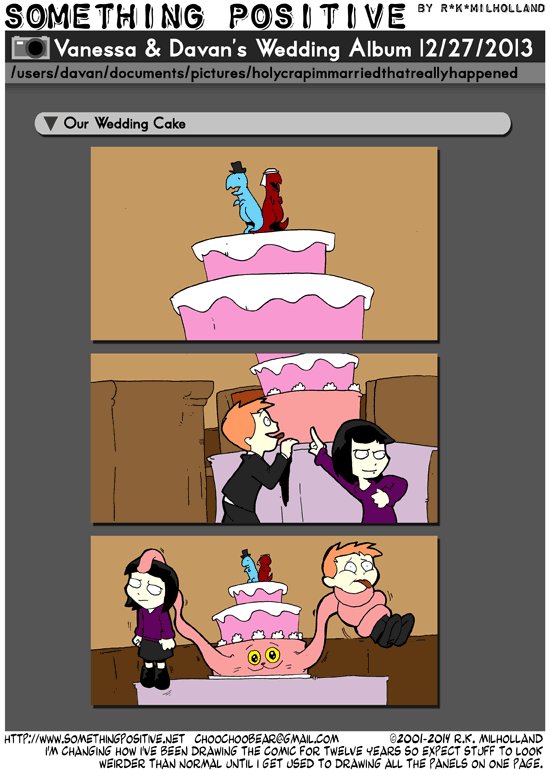 SOMETHING POSITIVE BY R*K*MILHOLLAND
Vanessa & Davan's Wedding Album 12/27/2013
/users/davan/documents/pictures/holycrapimmarriedthatreallyhappened
Our Wedding Cake
HTTP://WWW.SOMETHINGPOSITIVE.NET CHOOCHOOBEAR@GMAIL.COM ©2001-2014 R.K. MILHOLLAND
I'M CHANGING HOW I'VE BEEN DRAWING THE COMIC FOR TWELVE YEARS SO EXPECT STUFF TO LOOK
WEIRDER THAN NORMAL UNTIL I GET USED TO DRAWING ALL THE PANELS ON ONE PAGE.